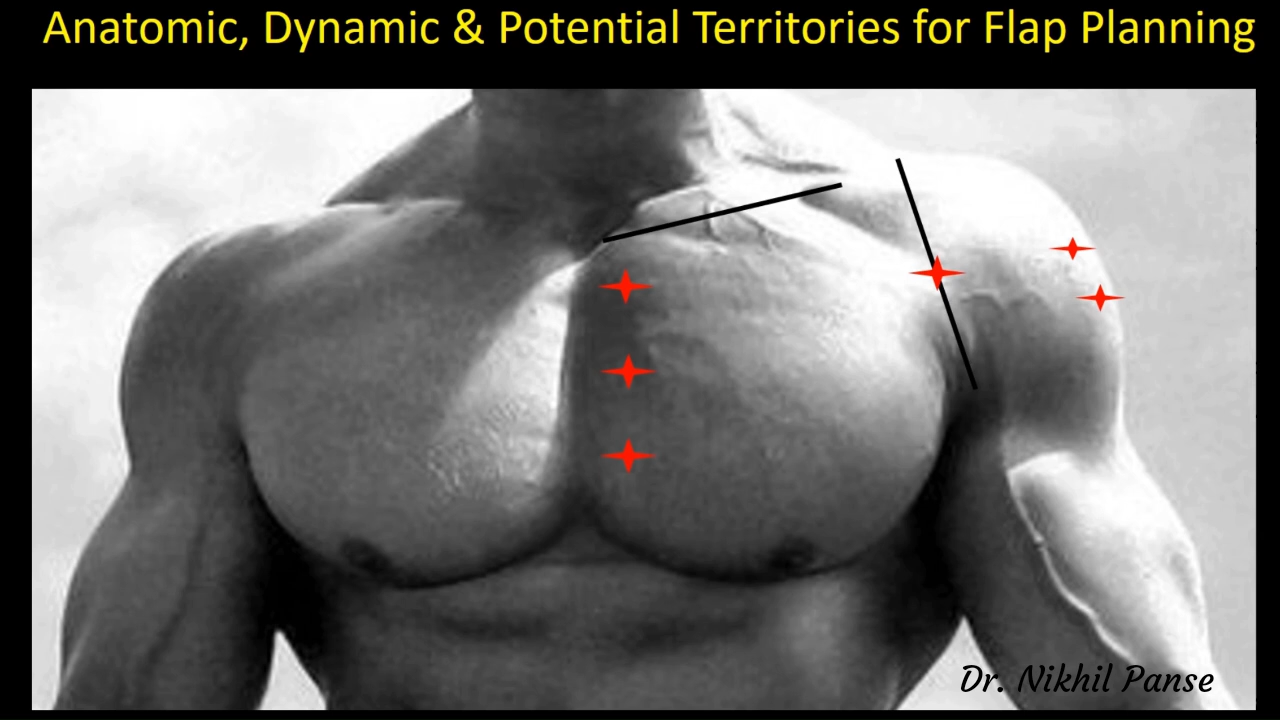 Anatomic, Dynamic & Potential Territories for Flap Planning
Dr. Nikhil Panse